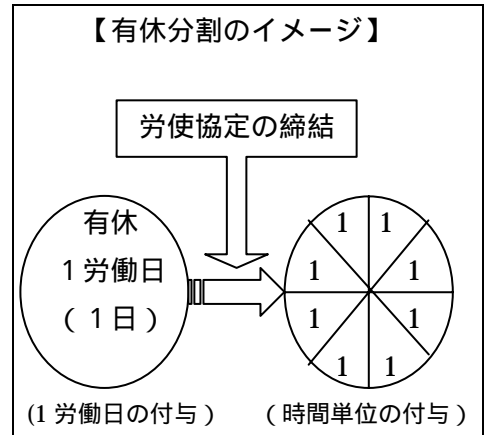 【有休分割のイメージ】
労使協定の締結
有休
1労働日
(1日)
1 1
1 1
1 1
1 1
(1 労働日の付与)
(時間単位の付与)